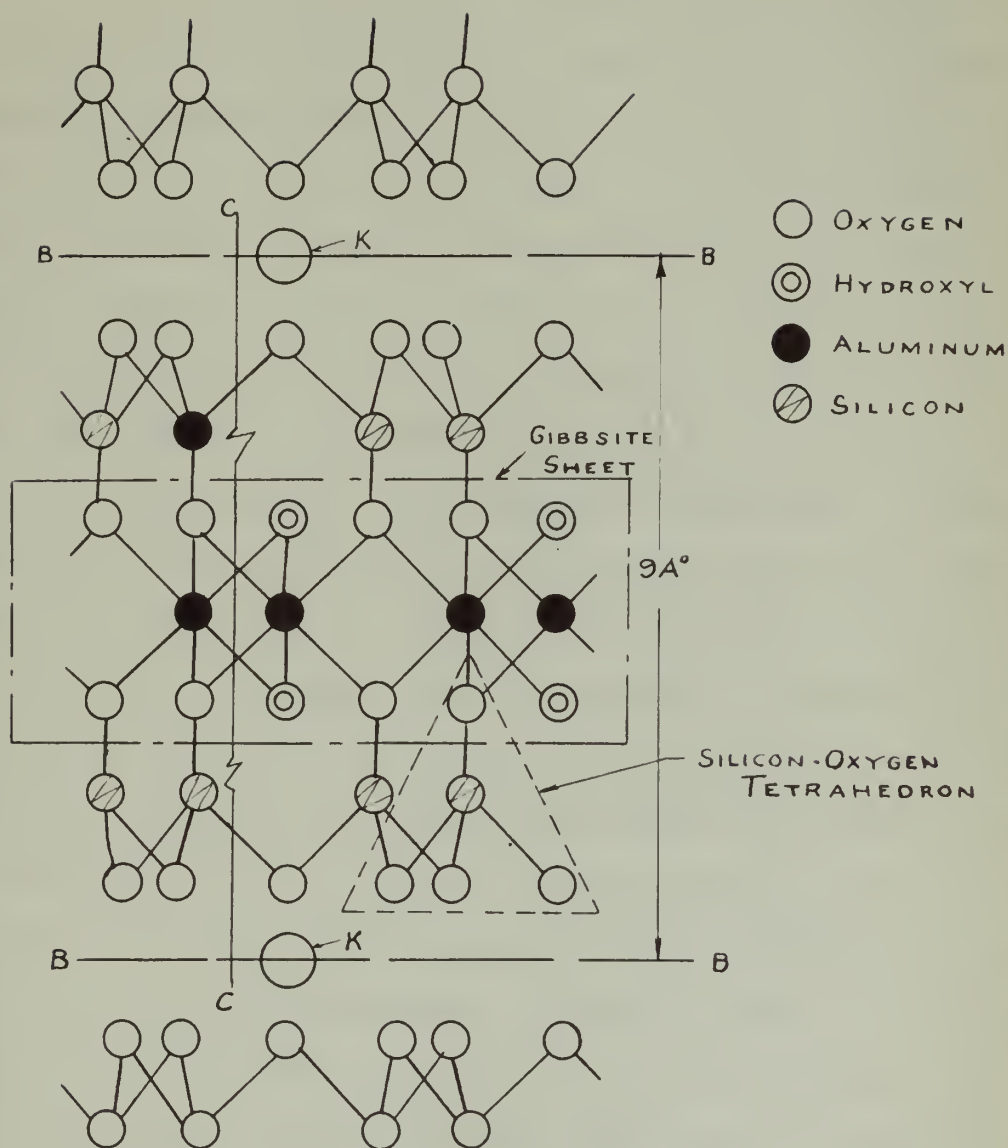 C
B
K
B
OXYGEN
HYDROXYL
ALUMINUM
SILICON
GIBBSITE
SHEET
9A°
SILICON-OXYGEN
TETRAHEDRON
B
K
B
C